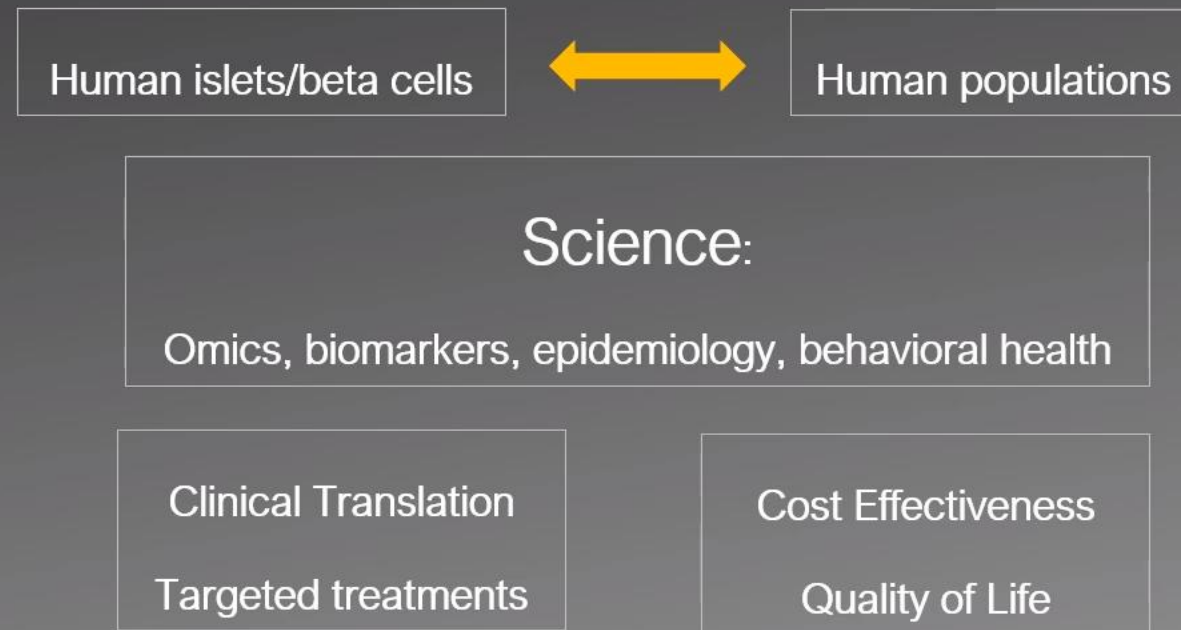 Human islets/beta cells
Human populations
Science:
Omics, biomarkers, epidemiology, behavioral health
Clinical Translation
Targeted treatments
Cost Effectiveness
Quality of Life